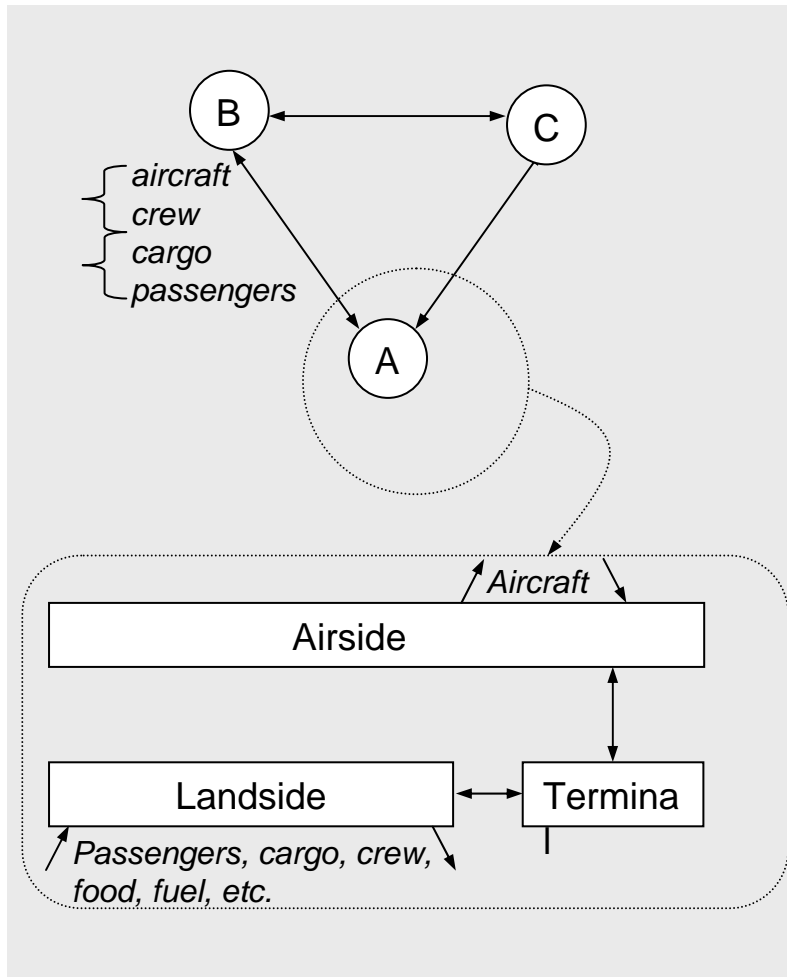 B
C
aircraft
crew
cargo
passengers
A
Aircraft
Airside
Landside
Termina
l
Passengers, cargo, crew,
food, fuel, etc.